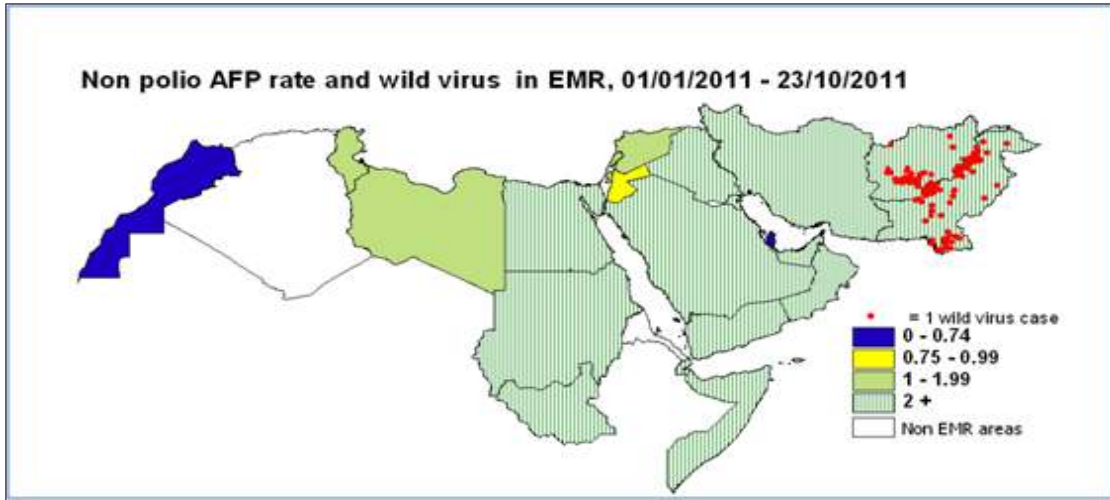 Non polio AFP rate and wild virus in EMR, 01/01/2011 - 23/10/2011
= 1 wild virus case
0 - 0.74
0.75 - 0.99
1 - 1.99
2 +
Non EMR areas